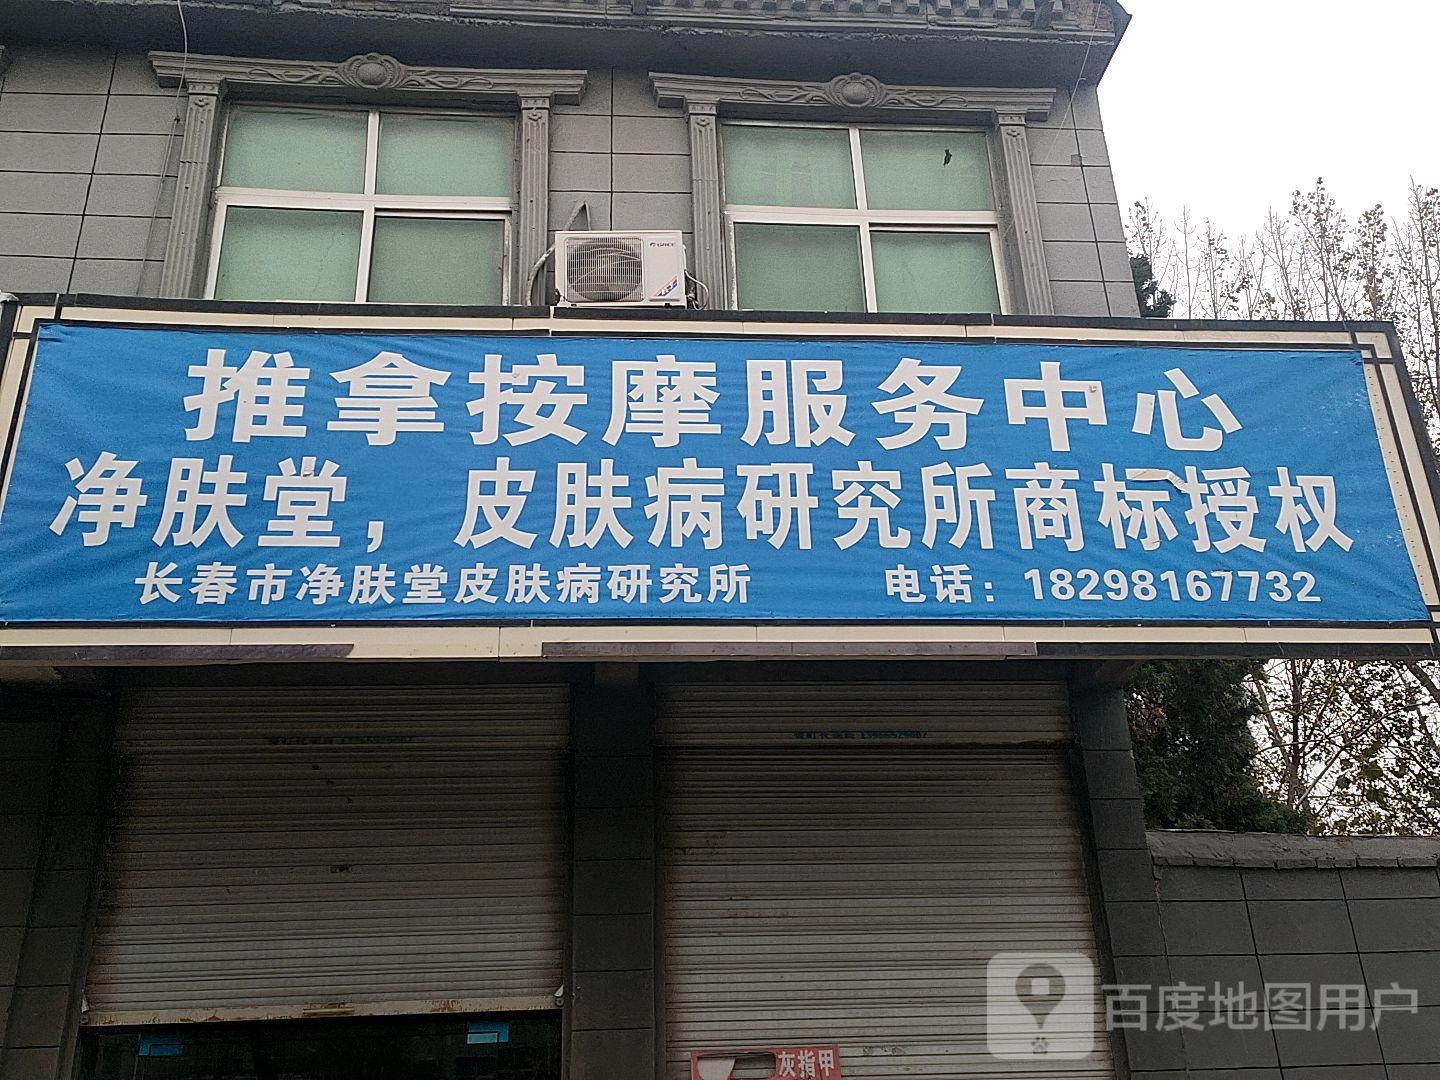 GREE
推拿按摩服务中心
净肤堂，皮肤病研究所商标授权
长春市净肤堂皮肤病研究所 电话：18298167732
灰指甲
百度地图用户